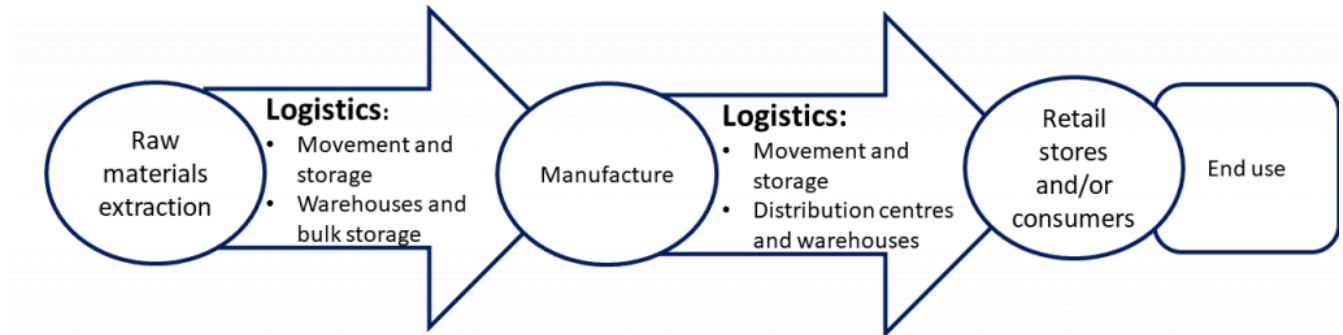 Raw
materials
extraction
Logistics:
• Movement and
storage
• Warehouses and
bulk storage
Manufacture
Logistics:
• Movement and
storage
• Distribution centres
and warehouses
Retail
stores
and/or
consumers
End use